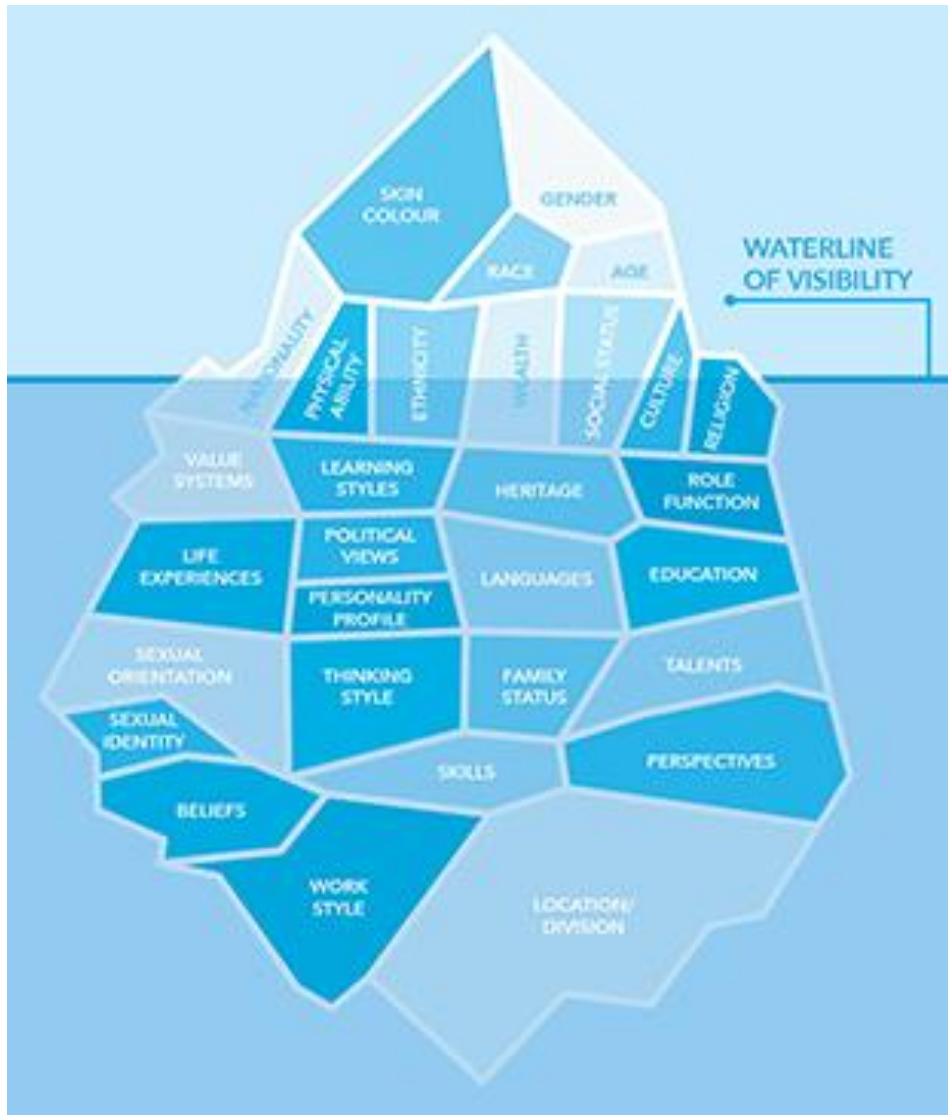 SKIN
COLOUR
GENDER
WATERLINE
OF VISIBILITY
RACE
AGE
NATIONALITY
PHYSICAL
ABILITY
ETHNICITY
WEALTH
SOCIAL STATUS
CULTURE
RELIGION
VALUE
SYSTEMS
LEARNING
STYLES
HERITAGE
ROLE
FUNCTION
LIFE
EXPERIENCES
POLITICAL
VIEWS
PERSONALITY
PROFILE
LANGUAGES
EDUCATION
SEXUAL
ORIENTATION
THINKING
STYLE
FAMILY
STATUS
TALENTS
SEXUAL
IDENTITY
SKILLS
PERSPECTIVES
BELIEFS
WORK
STYLE
LOCATION/
DIVISION